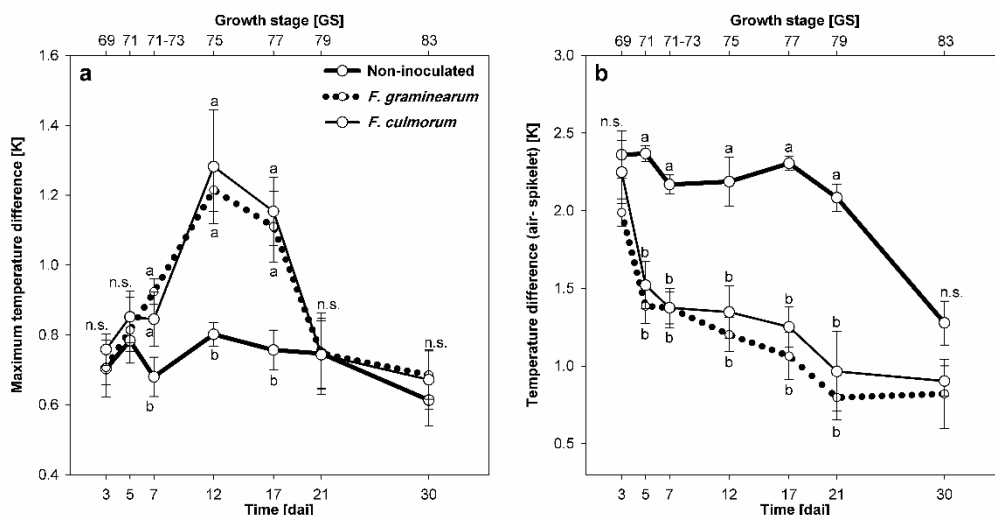 Growth stage [GS]
69 71 71-73 75 77 79 83
1.6
1.4
1.2
1.0
0.8
0.6
0.4
Maximum temperature difference [K]
a
Non-inoculated
F. graminearum
F. culmorum
n.s.
n.s.
a
a
b
a
a
b
a
a
b
n.s.
n.s.
3 5 7 12 17 21 30
Time [dai]
Growth stage [GS]
69 71 71-73 75 77 79 83
3.0
2.5
2.0
1.5
1.0
0.5
Temperature difference (air- spikelet) [K]
b
n.s.
a
a
a
a
a
n.s.
b
b
b
b
b
b
b
b
b
b
3 5 7 12 17 21 30
Time [dai]